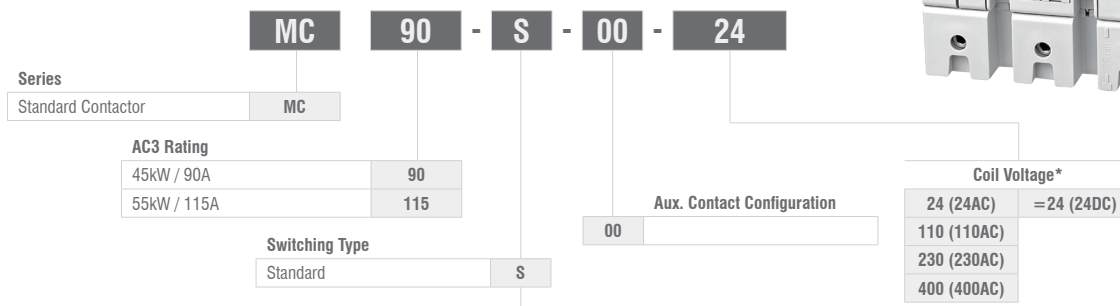 MC 90 - S - 00 - 24
Series
Standard Contactor MC
AC3 Rating
45kW / 90A 90
55kW / 115A 115
Switching Type
Standard S
Aux. Contact Configuration
00
Coil Voltage*
24 (24AC) =24 (24DC)
110 (110AC)
230 (230AC)
400 (400AC)